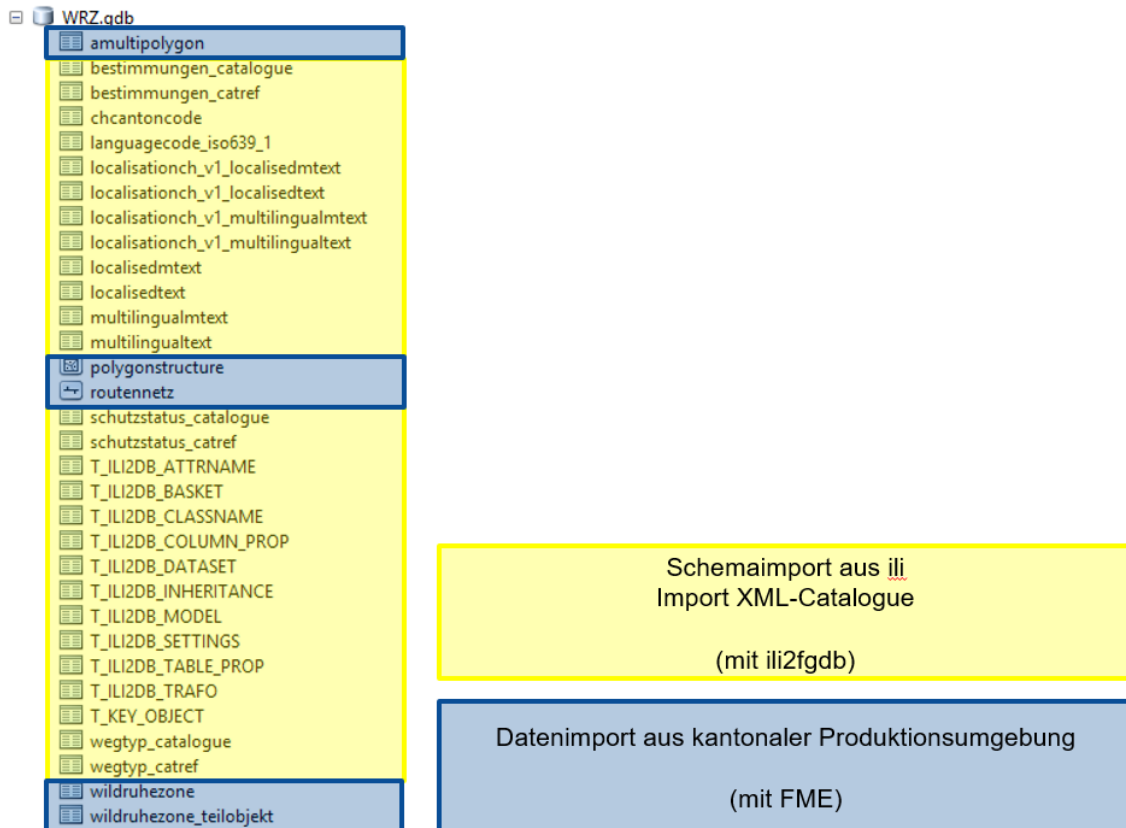 WRZ.gdb
amultipolygon
bestimmungen_catalogue
bestimmungen_catref
chcantoncode
languagecode_iso639_1
localisationch_v1_localisedmtext
localisationch_v1_localisedtext
localisationch_v1_multilingualmtext
localisationch_v1_multilingualtext
localisedmtext
localisedtext
multilingualmtext
multilingualtext
polygonstructure
routennetz
schutzstatus_catalogue
schutzstatus_catref
T_ILI2DB_ATTRNAME
T_ILI2DB_BASKET
T_ILI2DB_CLASSNAME
T_ILI2DB_COLUMN_PROP
T_ILI2DB_DATASET
T_ILI2DB_INHERITANCE
T_ILI2DB_MODEL
T_ILI2DB_SETTINGS
T_ILI2DB_TABLE_PROP
T_ILI2DB_TRAFO
T_KEY_OBJECT
wegtyp_catalogue
wegtyp_catref
wildruhezone
wildruhezone_teilobjekt
Schemaimport aus ili
Import XML-Catalogue
(mit ili2fgdb)
Datenimport aus kantonaler Produktionsumgebung
(mit FME)